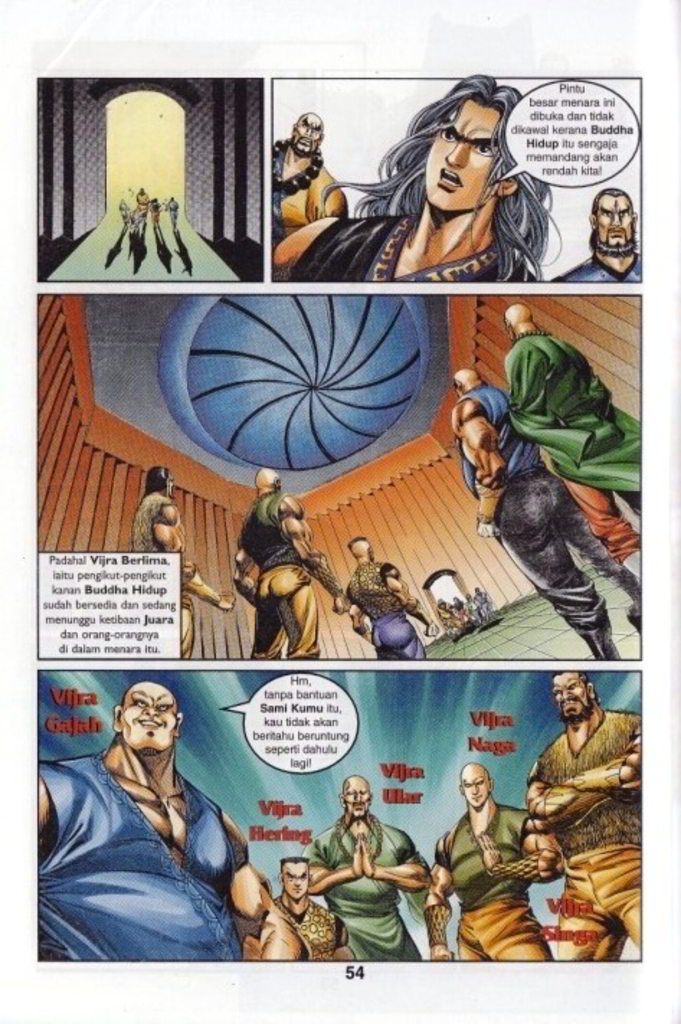 Pintu
besar menara ini
dibuka dan tidak
dikawal kerana Buddha
Hidup itu sengaja
memandang akan
rendah kita!
Padahal Vijra Berlima,
iaitu pengikut-pengikut
kanan Buddha Hidup
sudah bersedia dan sedang
menunggu ketibaan Juara
dan orang-orangnya
di dalam menara itu.
Vijra
Gajah
Hm,
tanpa bantuan
Sami Kumu itu,
kau tidak akan
beritahu beruntung
seperti dahulu
lagi!
Vijra
Hering
Vijra
Ular
Vijra
Naga
Vijra
Singa
54